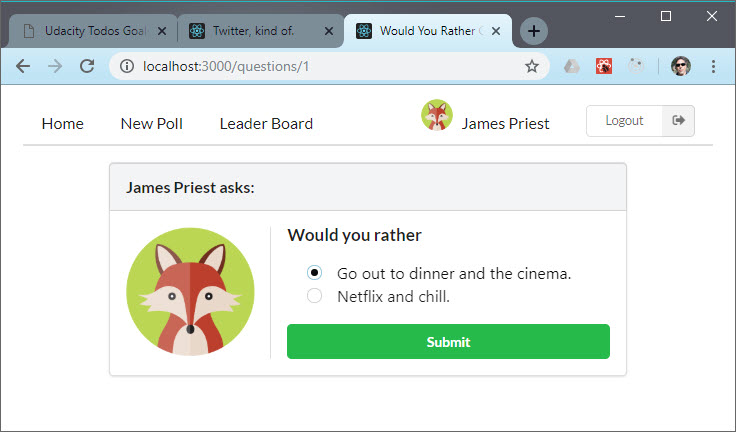 Udacity Todos Goal
Twitter, kind of.
Would You Rather
localhost:3000/questions/1
Home
New Poll
Leader Board
James Priest
Logout
James Priest asks:
Would you rather
Go out to dinner and the cinema.
Netflix and chill.
Submit